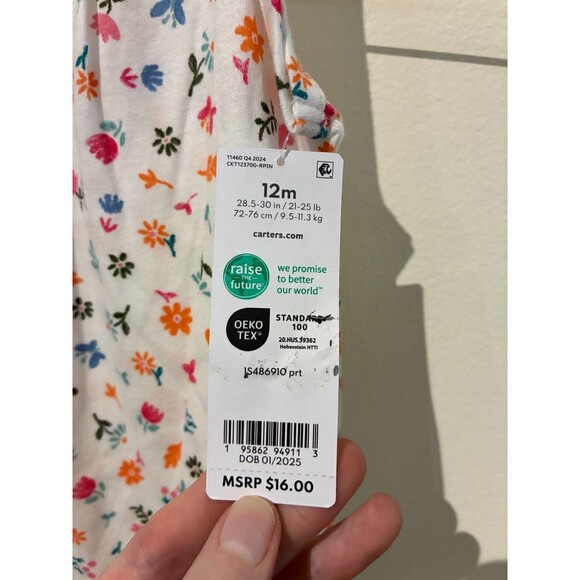 11460 Q4 2024
CKT123700-RPIN
12m
28.5-30 in / 21-25 lb
72-76 cm / 9.5-11.3 kg
carters.com
raise
THE
future
we promise
to better
our world™
OEKO
TEX®
STANDARD
100
20.HUS.39362
Hohenstein HTTI
1S486910 prt
1 95862 94911 3
DOB 01/2025
MSRP $16.00